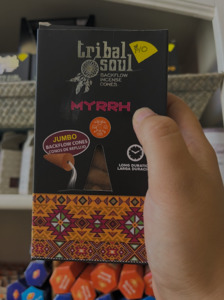 tribal
soul
BACKFLOW
INCENSE
CONES
MYRRH
JUMBO
BACKFLOW CONES
CONOS DE REFLUJO
LONG DURATION
LARGA DURACIÓN